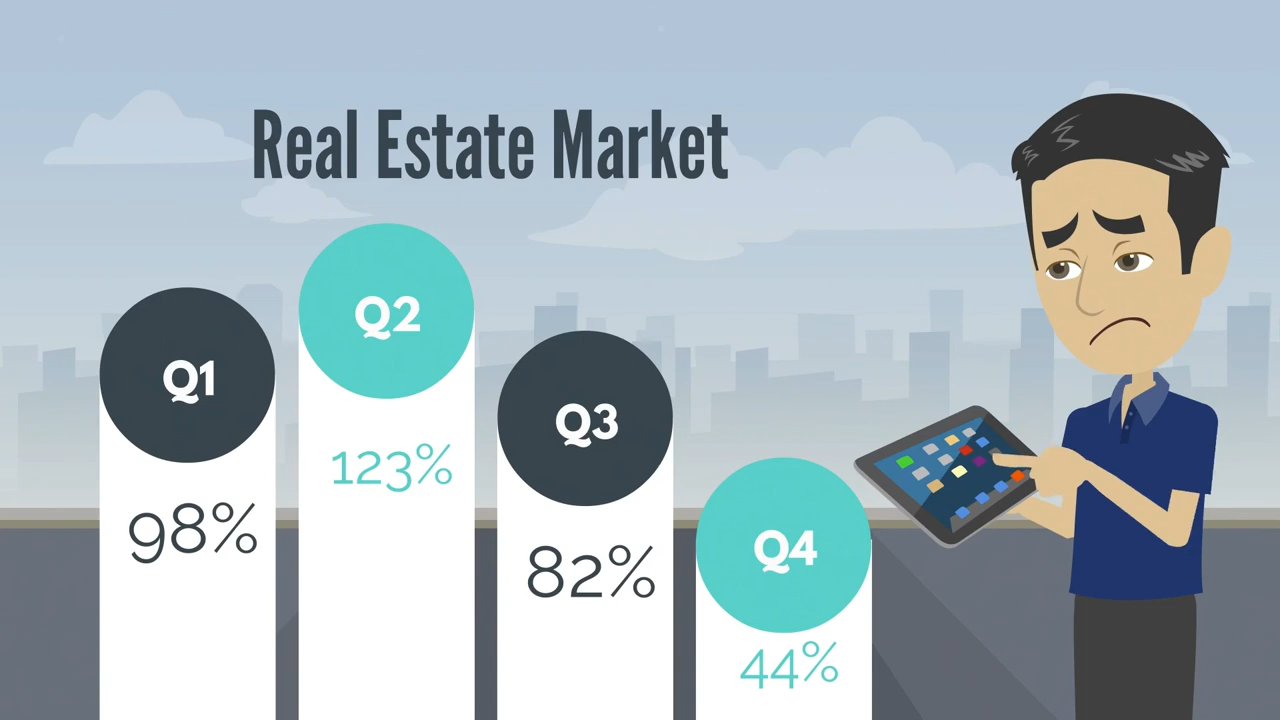 Real Estate Market
Q1
98%
Q2
123%
Q3
82%
Q4
44%